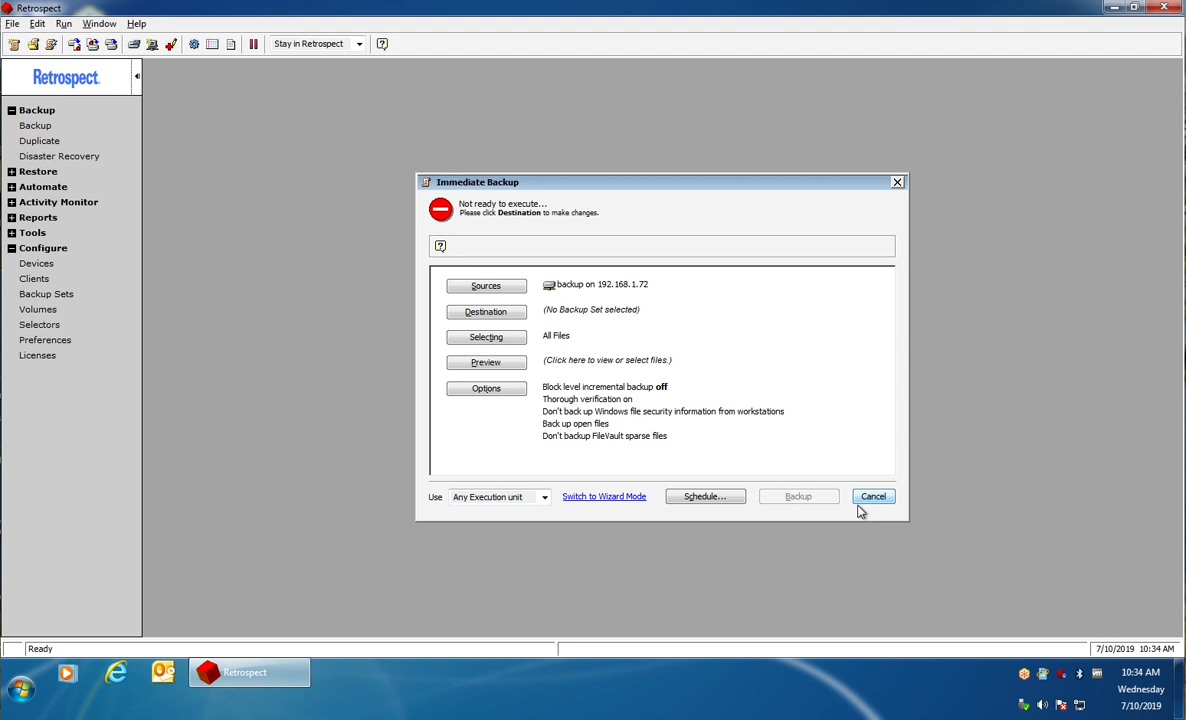 Retrospect
File Edit Run Window Help
Stay in Retrospect
Retrospect
Backup
Backup
Duplicate
Disaster Recovery
Restore
Automate
Activity Monitor
Reports
Tools
Configure
Devices
Clients
Backup Sets
Volumes
Selectors
Preferences
Licenses
Immediate Backup
Not ready to execute...
Please click Destination to make changes.
Sources backup on 192.168.1.72
Destination (No Backup Set selected)
Selecting All Files
Preview (Click here to view or select files.)
Options Block level incremental backup off
Thorough verification on
Don't back up Windows file security information from workstations
Back up open files
Don't backup FileVault sparse files
Use Any Execution unit Switch to Wizard Mode Schedule... Backup Cancel
Ready 7/10/2019 10:34 AM
Retrospect
10:34 AM
Wednesday
7/10/2019